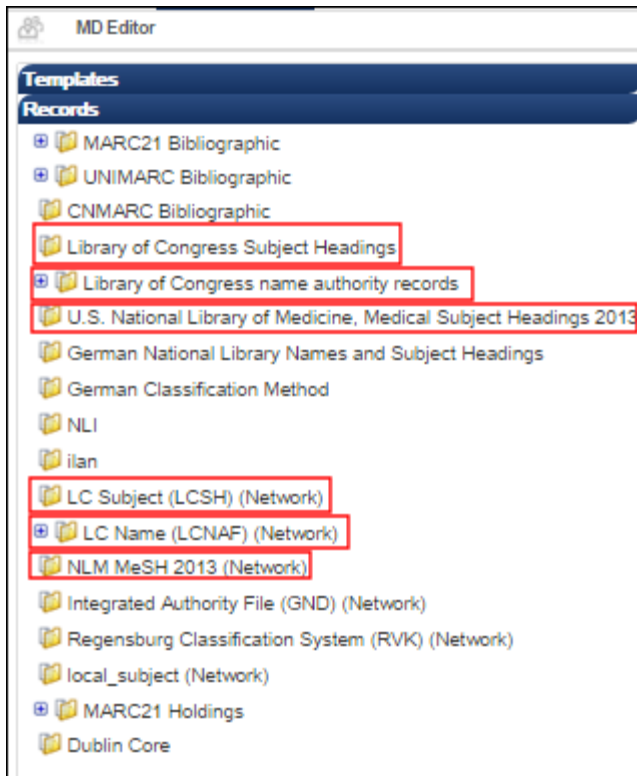 MD Editor
Templates
Records
MARC21 Bibliographic
UNIMARC Bibliographic
CNMARC Bibliographic
Library of Congress Subject Headings
Library of Congress name authority records
U.S. National Library of Medicine, Medical Subject Headings 2013
German National Library Names and Subject Headings
German Classification Method
NLI
ilan
LC Subject (LCSH) (Network)
LC Name (LCNAF) (Network)
NLM MeSH 2013 (Network)
Integrated Authority File (GND) (Network)
Regensburg Classification System (RVK) (Network)
local_subject (Network)
MARC21 Holdings
Dublin Core